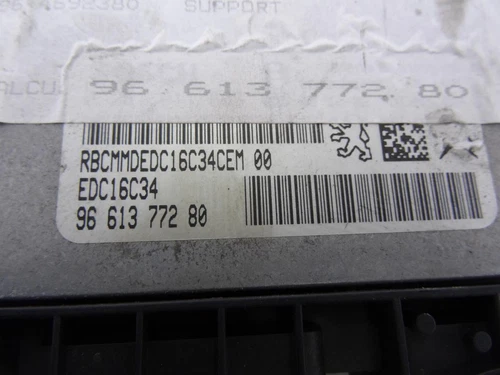 SUPPORT
96 613 772 80
RBCMMDEDC16C34CEM 00
EDC16C34
96 613 772 80